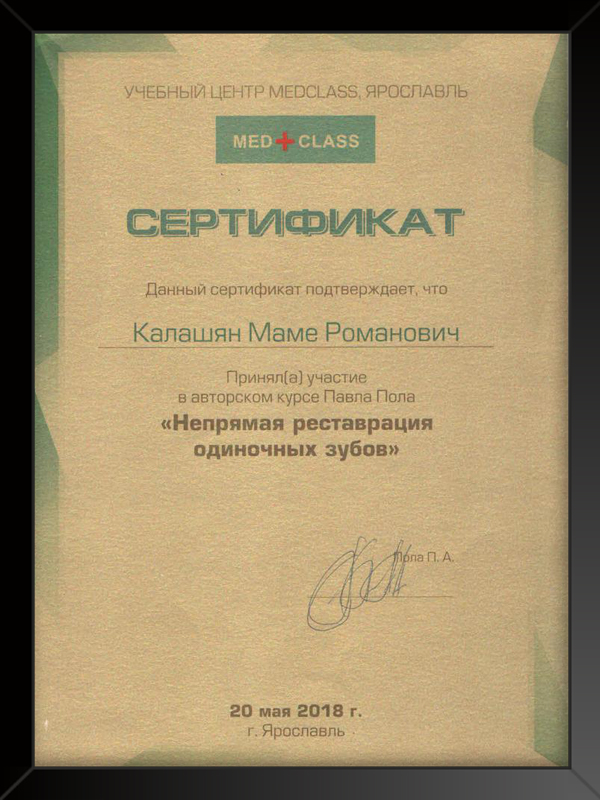 УЧЕБНЫЙ ЦЕНТР MEDCLASS, ЯРОСЛАВЛЬ
MED CLASS
СЕРТИФИКАТ
Данный сертификат подтверждает, что
Калашян Маме Романович
Принял(а) участие
в авторском курсе Павла Пола
«Непрямая реставрация
одиночных зубов»
Пола П. А.
20 мая 2018 г.
г. Ярославль